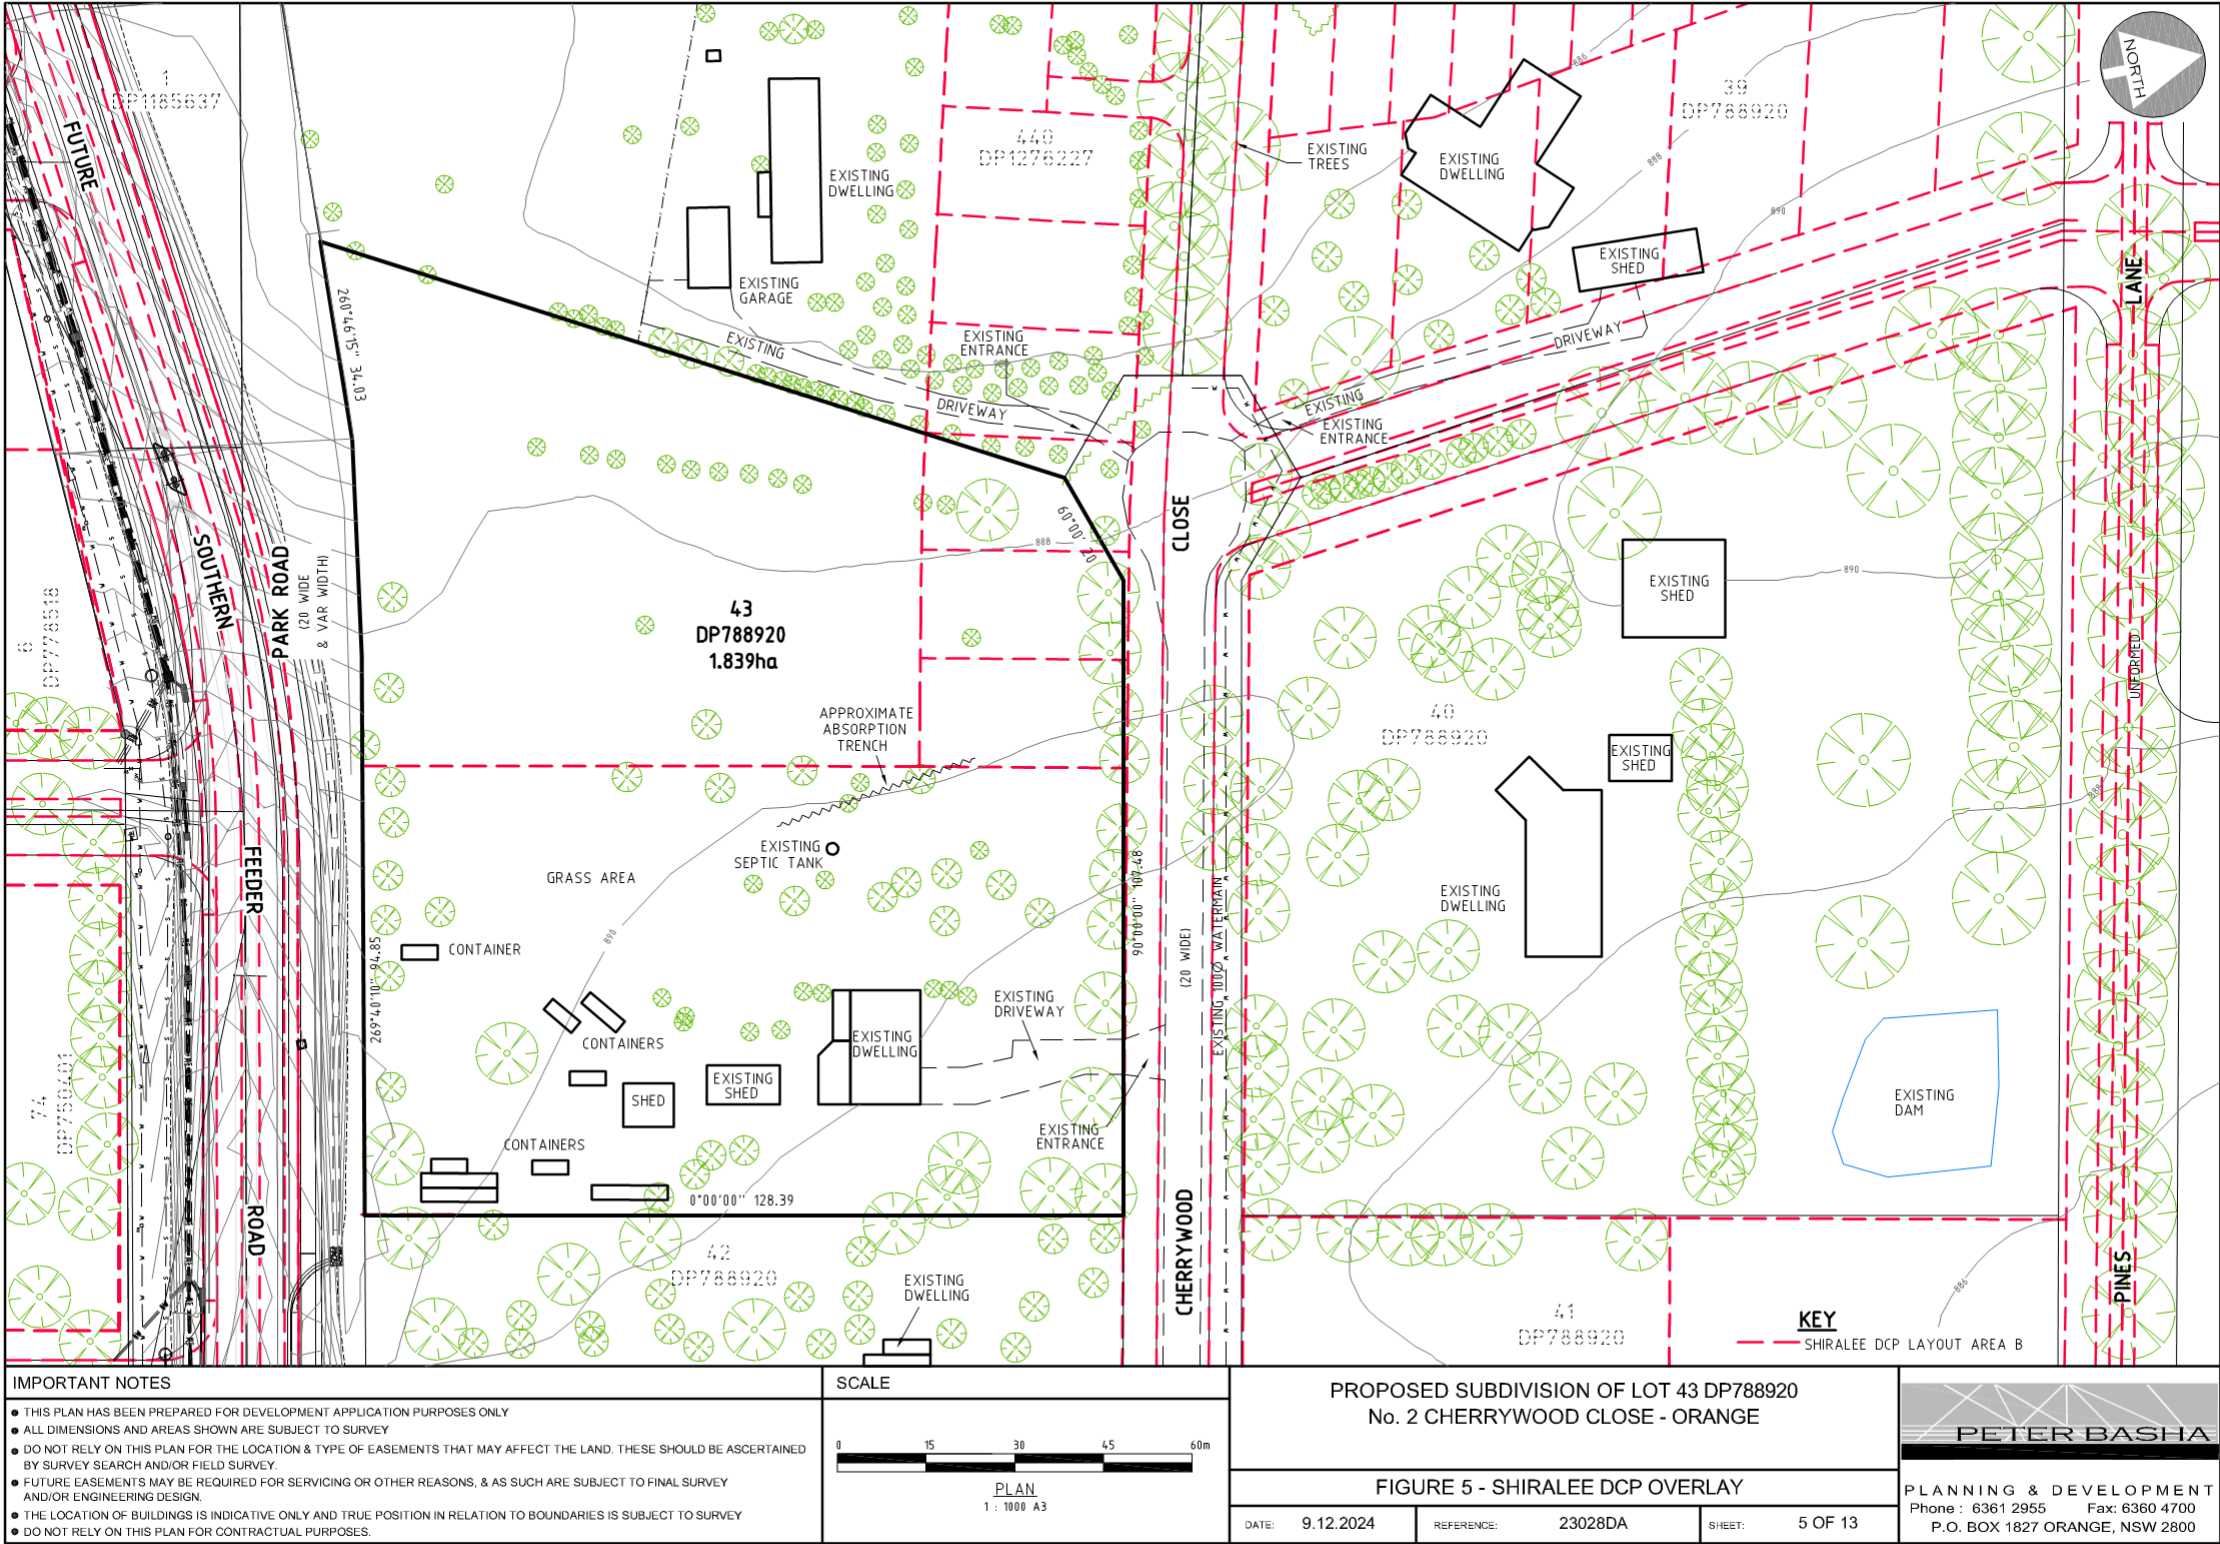 1
DP1185637
FUTURE
440
DP1276227
EXISTING
DWELLING
EXISTING
GARAGE
EXISTING
TREES
EXISTING
DWELLING
39
DP788920
886
888
890
NORTH
EXISTING
SHED
LANE
260°46'15" 34.03
EXISTING
DRIVEWAY
EXISTING
ENTRANCE
EXISTING
DRIVEWAY
EXISTING
ENTRANCE
60°00' 20
888
CLOSE
SOUTHERN
PARK ROAD
(20 WIDE
& VAR WIDTH)
6
DP778518
43
DP788920
1.839ha
EXISTING
SHED
890
UNFORMED
APPROXIMATE
ABSORPTION
TRENCH
40
DP788920
EXISTING
SHED
888
EXISTING
SEPTIC TANK
GRASS AREA
FEEDER
890
90°00'00" 107.48
(20 WIDE)
EXISTING 100Ø WATERMAIN
EXISTING
DWELLING
CONTAINER
269°40'10" 94.85
CONTAINERS
EXISTING
DRIVEWAY
EXISTING
DWELLING
EXISTING
SHED
SHED
EXISTING
DAM
CONTAINERS
EXISTING
ENTRANCE
74
0°00'00" 128.39
ROAD
CHERRYWOOD
PINES
42
DP788920
EXISTING
DWELLING
41
DP788920
886
KEY
SHIRALEE DCP LAYOUT AREA B
IMPORTANT NOTES
THIS PLAN HAS BEEN PREPARED FOR DEVELOPMENT APPLICATION PURPOSES ONLY
ALL DIMENSIONS AND AREAS SHOWN ARE SUBJECT TO SURVEY
DO NOT RELY ON THIS PLAN FOR THE LOCATION & TYPE OF EASEMENTS THAT MAY AFFECT THE LAND. THESE SHOULD BE ASCERTAINED
BY SURVEY SEARCH AND/OR FIELD SURVEY.
FUTURE EASEMENTS MAY BE REQUIRED FOR SERVICING OR OTHER REASONS, & AS SUCH ARE SUBJECT TO FINAL SURVEY
AND/OR ENGINEERING DESIGN.
THE LOCATION OF BUILDINGS IS INDICATIVE ONLY AND TRUE POSITION IN RELATION TO BOUNDARIES IS SUBJECT TO SURVEY
DO NOT RELY ON THIS PLAN FOR CONTRACTUAL PURPOSES.
SCALE
0 15 30 45 60m
PLAN
1 : 1000 A3
PROPOSED SUBDIVISION OF LOT 43 DP788920
No. 2 CHERRYWOOD CLOSE - ORANGE
FIGURE 5 - SHIRALEE DCP OVERLAY
DATE: 9.12.2024
REFERENCE: 23028DA
SHEET: 5 OF 13
PETER BASHA
PLANNING & DEVELOPMENT
Phone : 6361 2955 Fax: 6360 4700
P.O. BOX 1827 ORANGE, NSW 2800